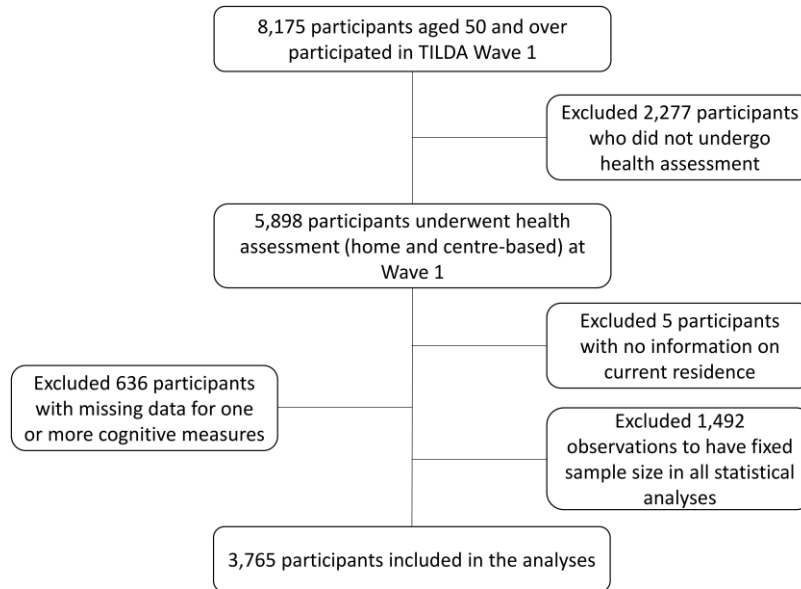 8,175 participants aged 50 and over
participated in TILDA Wave 1
Excluded 2,277 participants
who did not undergo
health assessment
5,898 participants underwent health
assessment (home and centre-based) at
Wave 1
Excluded 5 participants
with no information on
current residence
Excluded 636 participants
with missing data for one
or more cognitive measures
Excluded 1,492
observations to have fixed
sample size in all statistical
analyses
3,765 participants included in the analyses